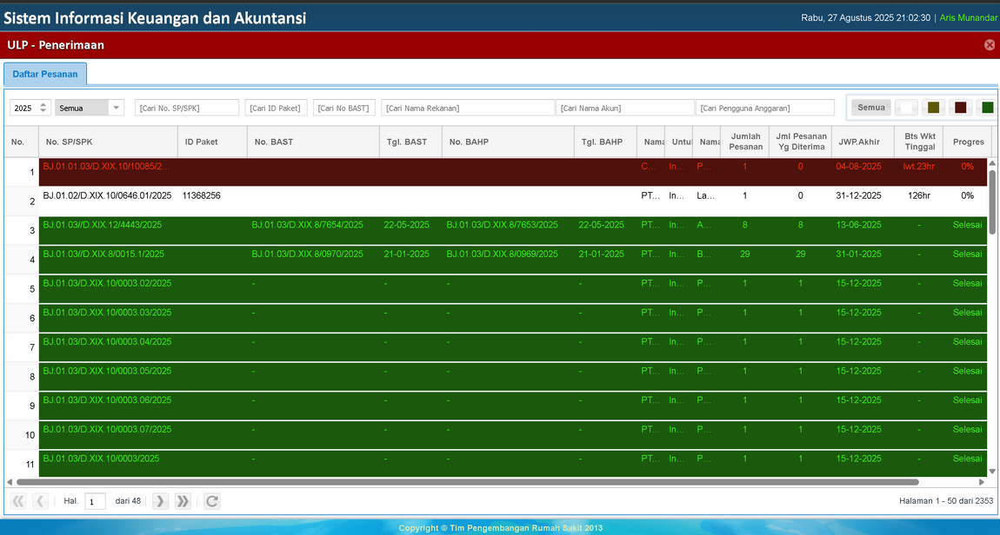 Sistem Informasi Keuangan dan Akuntansi
Rabu, 27 Agustus 2025 21:02:30 | Aris Munandar
ULP - Penerimaan
Daftar Pesanan
2025 Semua [Cari No. SP/SPK] [Cari ID Paket] [Cari No BAST] [Cari Nama Rekanan] [Cari Nama Akun] [Cari Pengguna Anggaran] Semua
No. No. SP/SPK ID Paket No. BAST Tgl. BAST No. BAHP Tgl. BAHP Nama Untu Nama Jumlah Pesanan Jml Pesanan Yg Diterima JWP.Akhir Bts Wkt Tinggal Progres
1 BJ.01.01.03/D.XIX.10/10085/2... C... In... P... 1 0 04-08-2025 lwt 23hr 0%
2 BJ.01.02/D.XIX.10/0646.01/2025 11368256 PT... In... La... 1 0 31-12-2025 126hr 0%
3 BJ.01.03//D.XIX.12/4443/2025 BJ.01.03/D.XIX.8/7654/2025 22-05-2025 BJ.01.03/D.XIX.8/7653/2025 22-05-2025 PT... In... A... 8 8 13-06-2025 - Selesai
4 BJ.01.03//D.XIX.8/0015.1/2025 BJ.01.03/D.XIX.8/0970/2025 21-01-2025 BJ.01.03/D.XIX.8/0969/2025 21-01-2025 PT... In... B... 29 29 31-01-2025 - Selesai
5 BJ.01.03/D.XIX.10/0003.02/2025 - - - - PT... In... P... 1 1 15-12-2025 - Selesai
6 BJ.01.03/D.XIX.10/0003.03/2025 - - - - PT... In... P... 1 1 15-12-2025 - Selesai
7 BJ.01.03/D.XIX.10/0003.04/2025 - - - - PT... In... P... 1 1 15-12-2025 - Selesai
8 BJ.01.03/D.XIX.10/0003.05/2025 - - - - PT... In... P... 1 1 15-12-2025 - Selesai
9 BJ.01.03/D.XIX.10/0003.06/2025 - - - - PT... In... P... 1 1 15-12-2025 - Selesai
10 BJ.01.03/D.XIX.10/0003.07/2025 - - - - PT... In... P... 1 1 15-12-2025 - Selesai
11 BJ.01.03/D.XIX.10/0003/2025 - - - - PT... In... P... 1 1 15-12-2025 - Selesai
Hal. 1 dari 48 Halaman 1 - 50 dari 2353
Copyright © Tim Pengembangan Rumah Sakit 2013